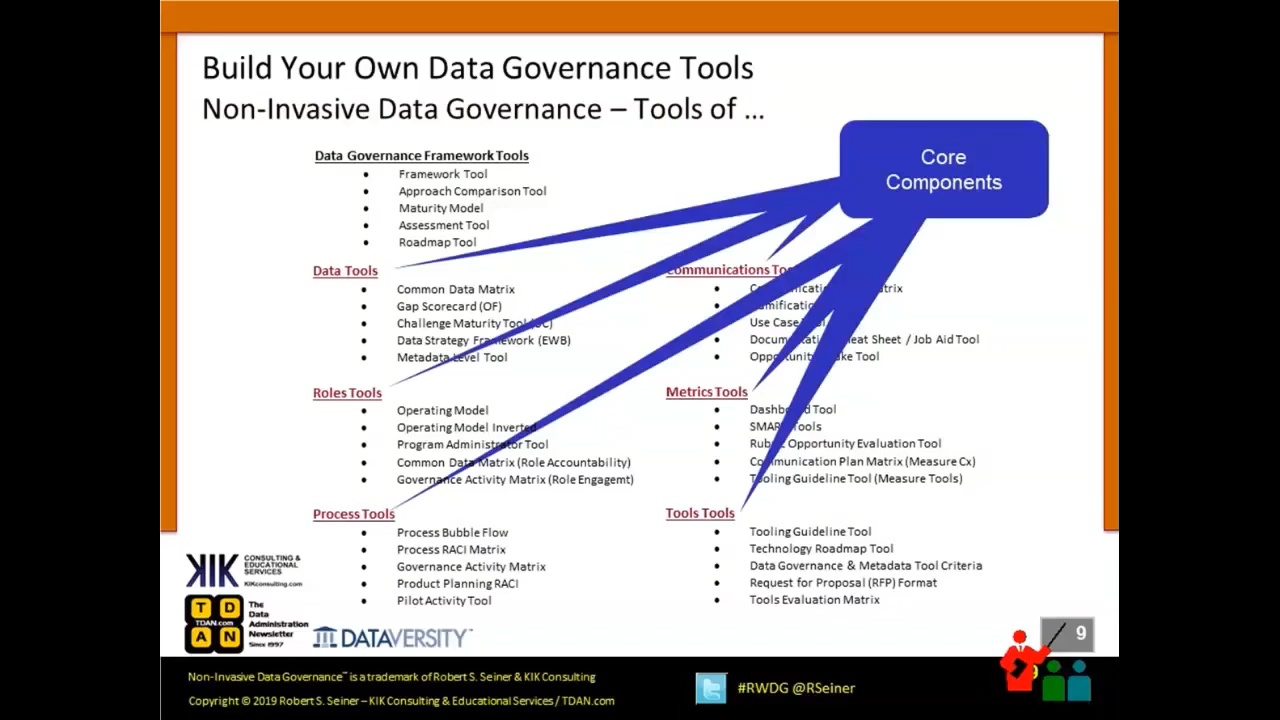 Build Your Own Data Governance Tools
Non-Invasive Data Governance – Tools of …
Core
Components
Data Governance Framework Tools
• Framework Tool
• Approach Comparison Tool
• Maturity Model
• Assessment Tool
• Roadmap Tool
Data Tools
• Common Data Matrix
• Gap Scorecard (OF)
• Challenge Maturity Tool
• Data Strategy (EWB)
• Metadata Level Tool
Roles Tools
• Operating Model
• Operating Model Inverted
• Program Administrator Tool
• Common Data Matrix (Role Accountability)
• Governance Activity Matrix (Role Engagemt)
Process Tools
• Process Bubble Flow
• Process RACI Matrix
• Governance Activity Matrix
• Product Planning RACI
• Pilot Activity Tool
Communications
•
•
• Use Case
• Sheet / Job Aid Tool
• Tool
Metrics Tools
• Dashboard Tool
• Tools
• Opportunity Evaluation Tool
• Communication Plan Matrix (Measure Cx)
• Tooling Guideline Tool (Measure Tools)
Tools Tools
• Tooling Guideline Tool
• Technology Roadmap Tool
• Data Governance & Metadata Tool Criteria
• Request for Proposal (RFP) Format
• Tools Evaluation Matrix
KIK
CONSULTING &
EDUCATIONAL
SERVICES
KIKconsulting.com
T D
TDAN.com
A N
The
Data
Administration
Newsletter
Since 1997
DATAVERSITY™
9
Non-Invasive Data Governance™ is a trademark of Robert S. Seiner & KIK Consulting
Copyright © 2019 Robert S. Seiner – KIK Consulting & Educational Services / TDAN.com
#RWDG @RSeiner